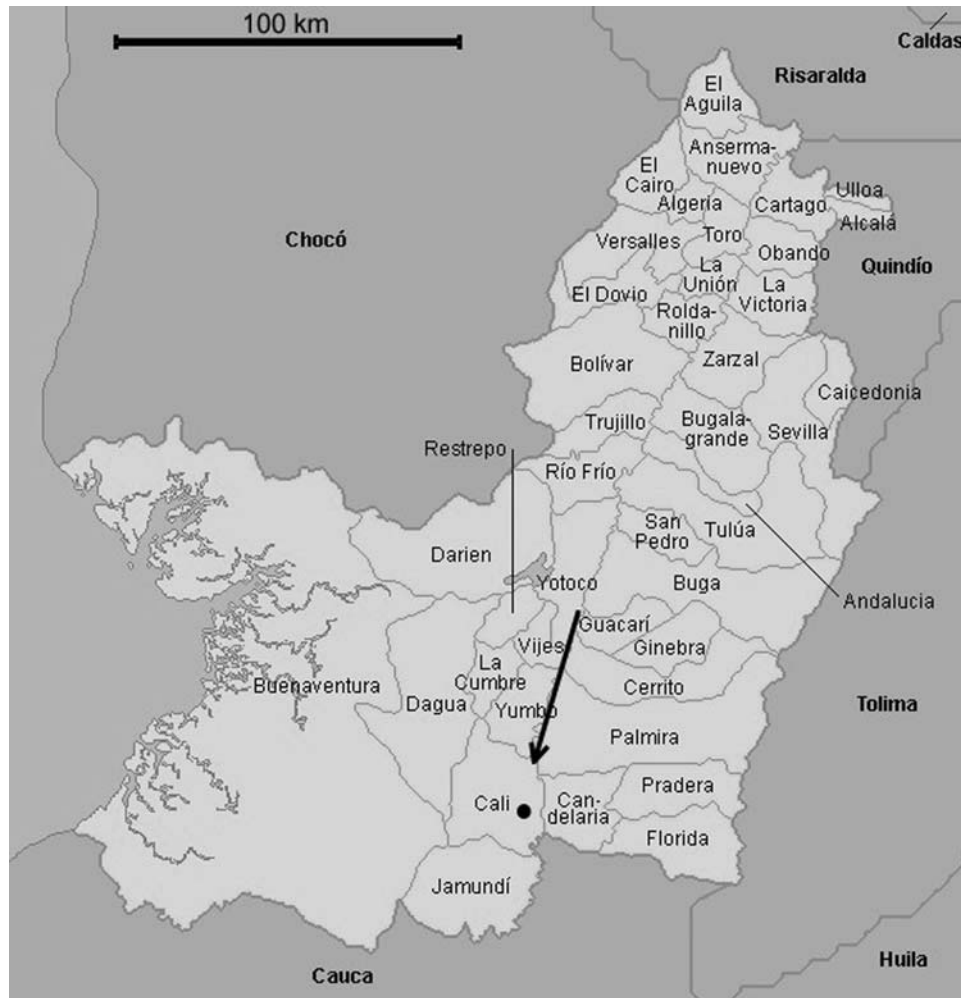 100 km
Caldas
Risaralda
El
Aguila
Anserma-
nuevo
El
Cairo
Ulloa
Algeria
Cartago
Alcalá
Chocó
Versalles
Toro
Obando
Quindío
La
Unión
La
Victoria
El Dovio
Rolda-
nillo
Bolívar
Zarzal
Caicedonia
Trujillo
Bugala-
grande
Sevilla
Restrepo
Río Frío
San
Pedro
Tulúa
Darien
Yotoco
Buga
Andalucia
Guacarí
Vijes
Ginebra
La
Cumbre
Cerrito
Buenaventura
Dagua
Yumbo
Tolima
Palmira
Pradera
Cali
Can-
delaria
Florida
Jamundí
Cauca
Huila